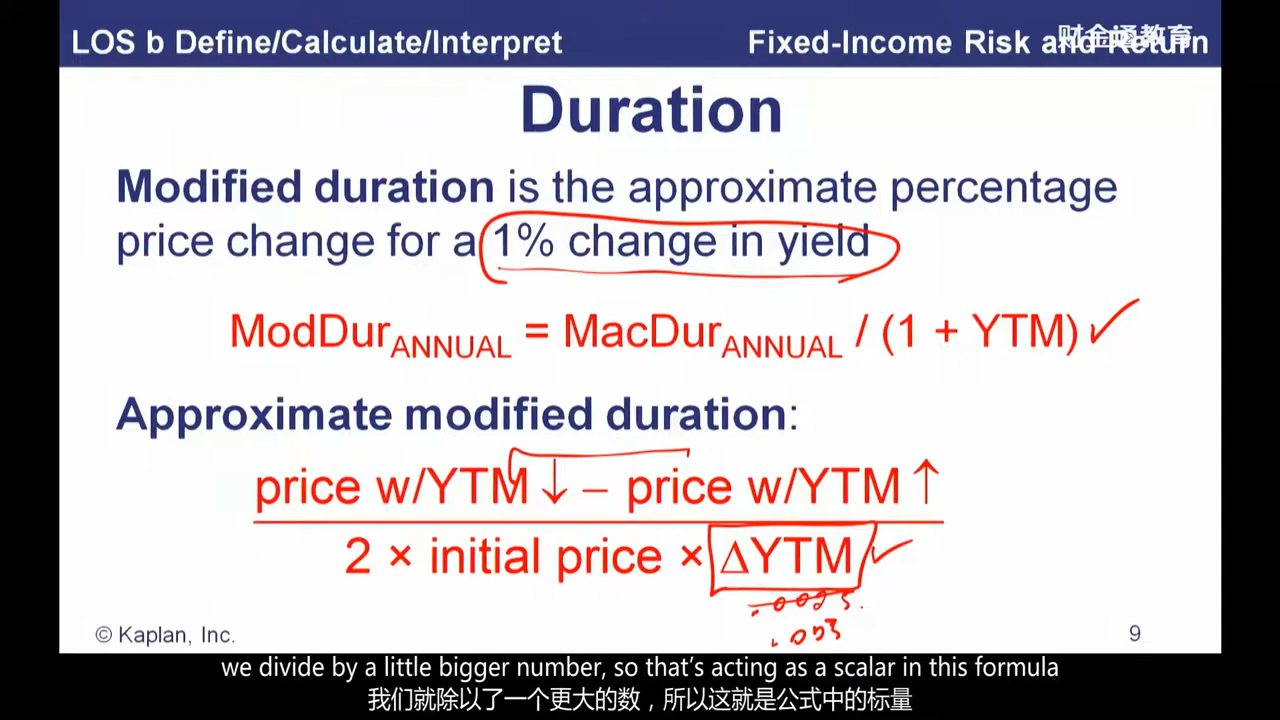 LOS b Define/Calculate/Interpret
Fixed-Income Risk and Return
财金通教育
Duration
Modified duration is the approximate percentage
price change for a 1% change in yield
ModDurANNUAL = MacDurANNUAL / (1 + YTM)
Approximate modified duration:
price w/YTM ↓ – price w/YTM ↑
2 × initial price × ΔYTM
.0025
.003
© Kaplan, Inc.
9
we divide by a little bigger number, so that's acting as a scalar in this formula
我们就除以了一个更大的数，所以这就是公式中的标量